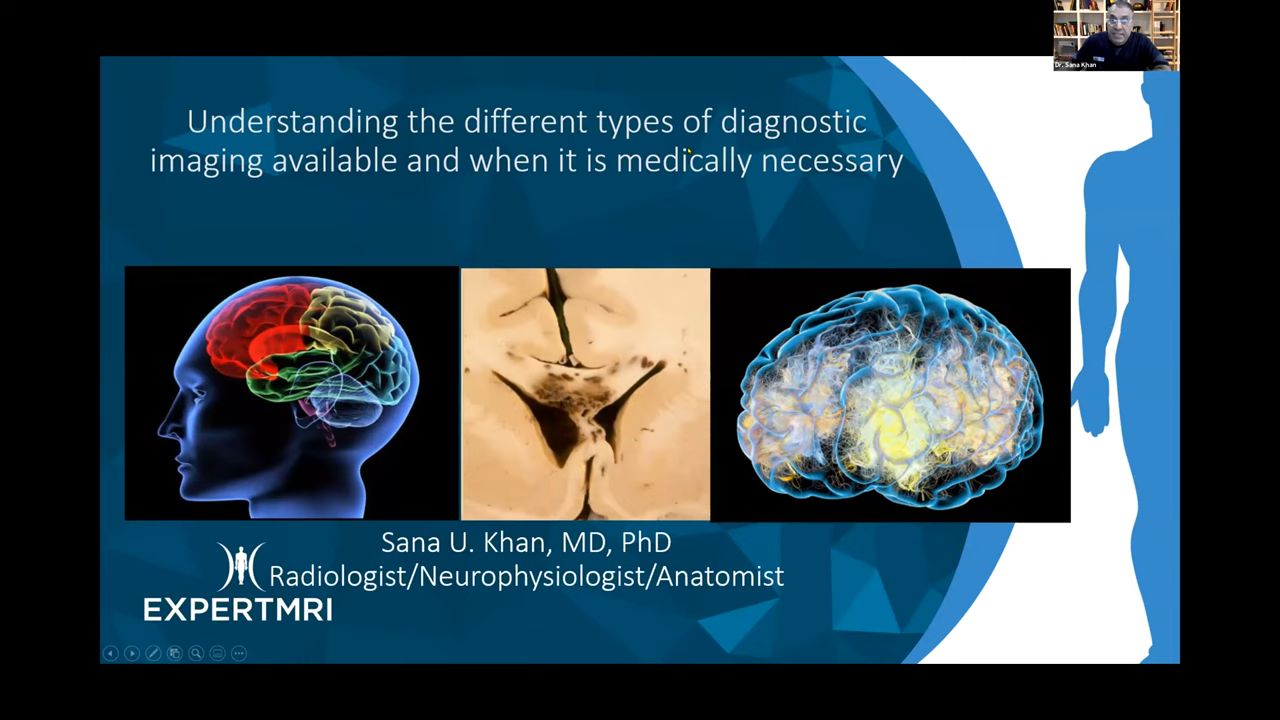 Dr. Sana Khan
Understanding the different types of diagnostic
imaging available and when it is medically necessary
Sana U. Khan, MD, PhD
Radiologist/Neurophysiologist/Anatomist
EXPERTMRI